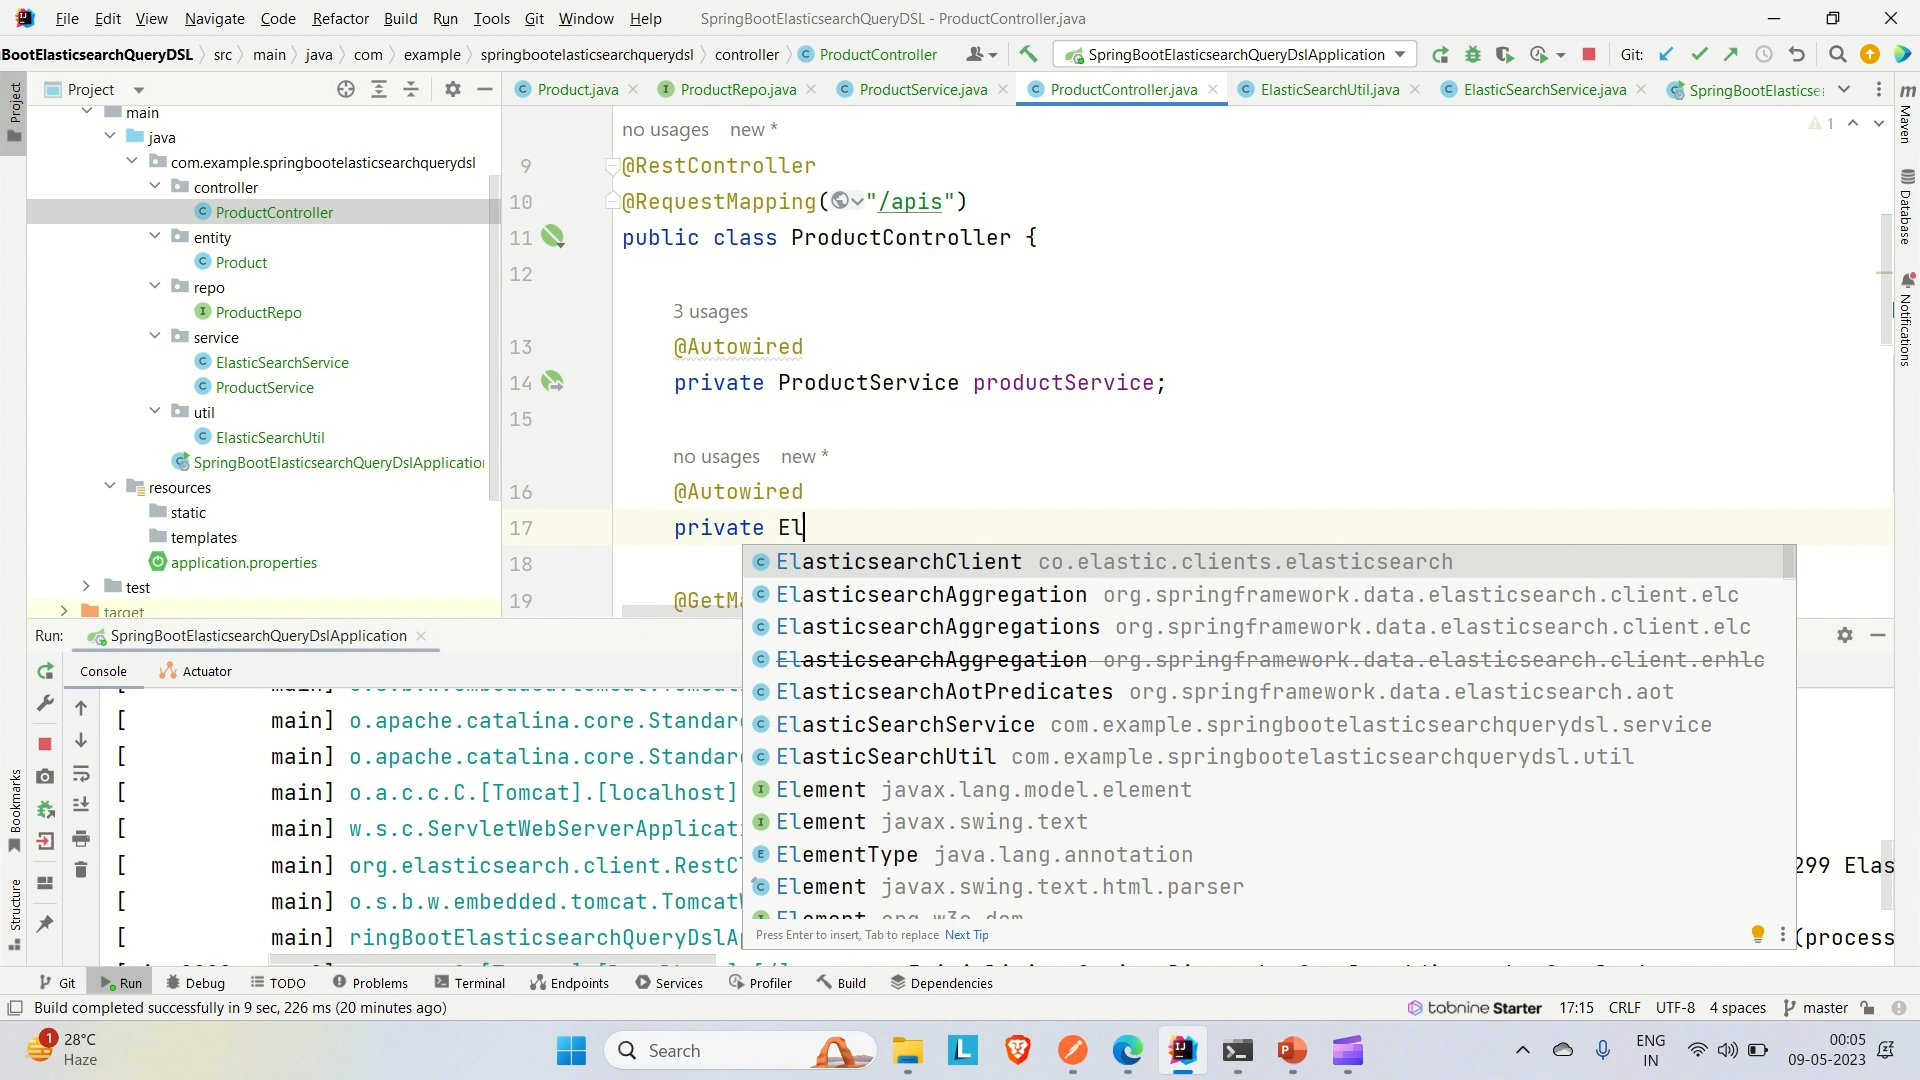 File Edit View Navigate Code Refactor Build Run Tools Git Window Help SpringBootElasticsearchQueryDSL - ProductController.java
BootElasticsearchQueryDSL src main java com example springbootelasticsearchquerydsl controller ProductController SpringBootElasticsearchQueryDslApplication Git:
Project
Product.java ProductRepo.java ProductService.java ProductController.java ElasticSearchUtil.java ElasticSearchService.java SpringBootElasticse
main
java
com.example.springbootelasticsearchquerydsl
controller
ProductController
entity
Product
repo
ProductRepo
service
ElasticSearchService
ProductService
util
ElasticSearchUtil
SpringBootElasticsearchQueryDslApplication
resources
static
templates
application.properties
test
target
no usages new *
1
9 @RestController
10 @RequestMapping("/apis")
11 public class ProductController {
12
3 usages
13 @Autowired
14 private ProductService productService;
15
no usages new *
16 @Autowired
17 private El
18
19 @GetMa
ElasticsearchClient co.elastic.clients.elasticsearch
ElasticsearchAggregation org.springframework.data.elasticsearch.client.elc
ElasticsearchAggregations org.springframework.data.elasticsearch.client.elc
ElasticsearchAggregation org.springframework.data.elasticsearch.client.erhlc
ElasticsearchAotPredicates org.springframework.data.elasticsearch.aot
ElasticSearchService com.example.springbootelasticsearchquerydsl.service
ElasticSearchUtil com.example.springbootelasticsearchquerydsl.util
Element javax.lang.model.element
Element javax.swing.text
ElementType java.lang.annotation
Element javax.swing.text.html.parser
Element org.w3c.dom
Press Enter to insert, Tab to replace Next Tip
Run: SpringBootElasticsearchQueryDslApplication
Console Actuator
[ main] o.apache.catalina.core.Standar
[ main] o.apache.catalina.core.Standar
[ main] o.a.c.c.C.[Tomcat].[localhost]
[ main] w.s.c.ServletWebServerApplicati
[ main] org.elasticsearch.client.RestCl 299 Elas
[ main] o.s.b.w.embedded.tomcat.TomcatW
[ main] ringBootElasticsearchQueryDslA (process
Project
Bookmarks
Structure
Maven
Database
Notifications
Git Run Debug TODO Problems Terminal Endpoints Services Profiler Build Dependencies
Build completed successfully in 9 sec, 226 ms (20 minutes ago) tabnine Starter 17:15 CRLF UTF-8 4 spaces master
1
28°C
Haze
Search
ENG
IN
00:05
09-05-2023